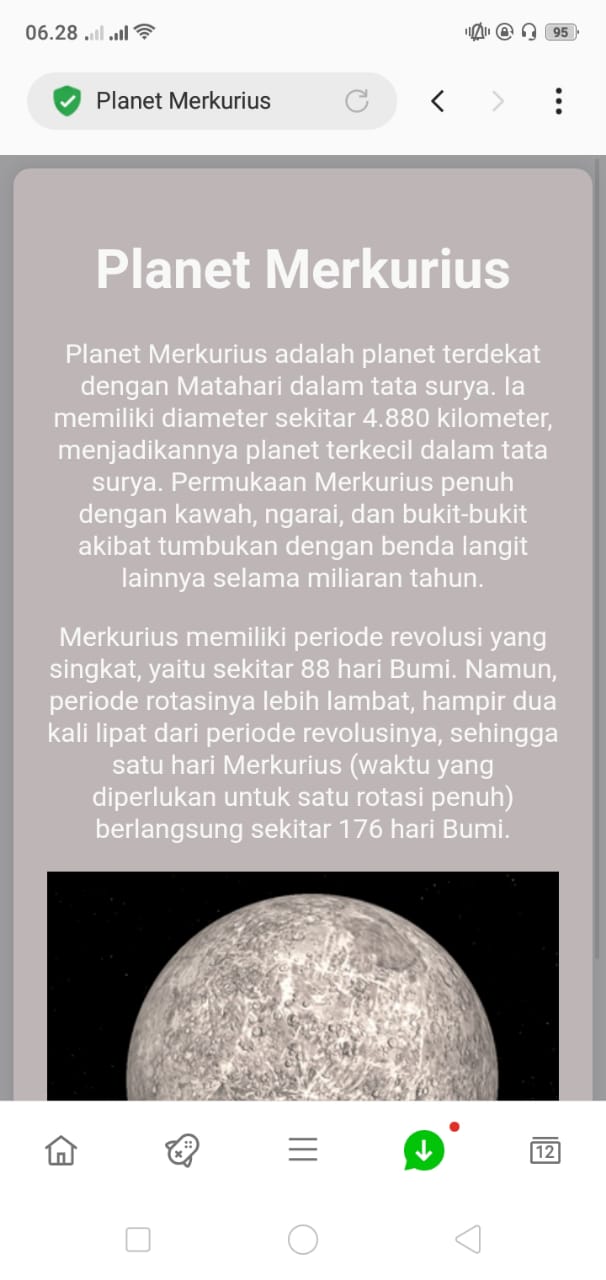 06.28
95
Planet Merkurius
Planet Merkurius
Planet Merkurius adalah planet terdekat
dengan Matahari dalam tata surya. Ia
memiliki diameter sekitar 4.880 kilometer,
menjadikannya planet terkecil dalam tata
surya. Permukaan Merkurius penuh
dengan kawah, ngarai, dan bukit-bukit
akibat tumbukan dengan benda langit
lainnya selama miliaran tahun.
Merkurius memiliki periode revolusi yang
singkat, yaitu sekitar 88 hari Bumi. Namun,
periode rotasinya lebih lambat, hampir dua
kali lipat dari periode revolusinya, sehingga
satu hari Merkurius (waktu yang
diperlukan untuk satu rotasi penuh)
berlangsung sekitar 176 hari Bumi.
12